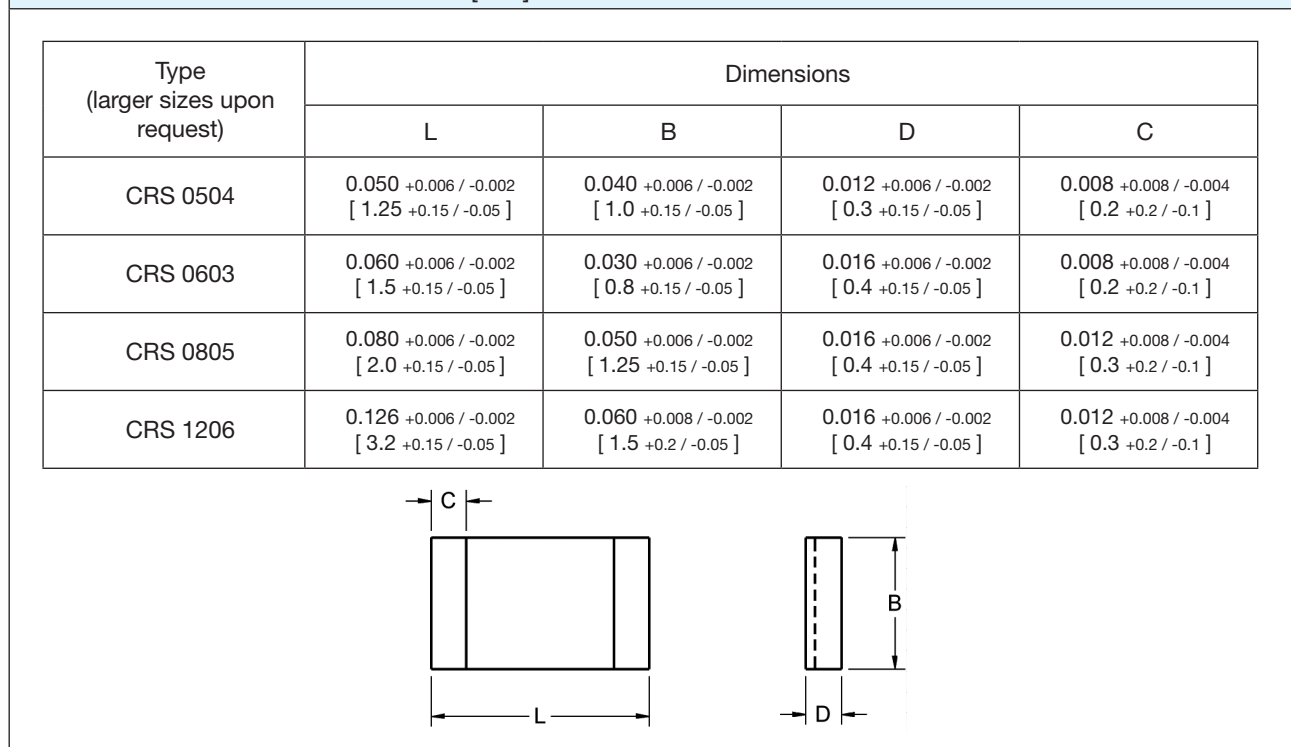 Type
(larger sizes upon
request)
Dimensions
L B D C
CRS 0504
0.050 +0.006 / -0.002 0.040 +0.006 / -0.002 0.012 +0.006 / -0.002 0.008 +0.008 / -0.004
[ 1.25 +0.15 / -0.05 ] [ 1.0 +0.15 / -0.05 ] [ 0.3 +0.15 / -0.05 ] [ 0.2 +0.2 / -0.1 ]
CRS 0603
0.060 +0.006 / -0.002 0.030 +0.006 / -0.002 0.016 +0.006 / -0.002 0.008 +0.008 / -0.004
[ 1.5 +0.15 / -0.05 ] [ 0.8 +0.15 / -0.05 ] [ 0.4 +0.15 / -0.05 ] [ 0.2 +0.2 / -0.1 ]
CRS 0805
0.080 +0.006 / -0.002 0.050 +0.006 / -0.002 0.016 +0.006 / -0.002 0.012 +0.008 / -0.004
[ 2.0 +0.15 / -0.05 ] [ 1.25 +0.15 / -0.05 ] [ 0.4 +0.15 / -0.05 ] [ 0.3 +0.2 / -0.1 ]
CRS 1206
0.126 +0.006 / -0.002 0.060 +0.008 / -0.002 0.016 +0.006 / -0.002 0.012 +0.008 / -0.004
[ 3.2 +0.15 / -0.05 ] [ 1.5 +0.2 / -0.05 ] [ 0.4 +0.15 / -0.05 ] [ 0.3 +0.2 / -0.1 ]
C
B
L
D